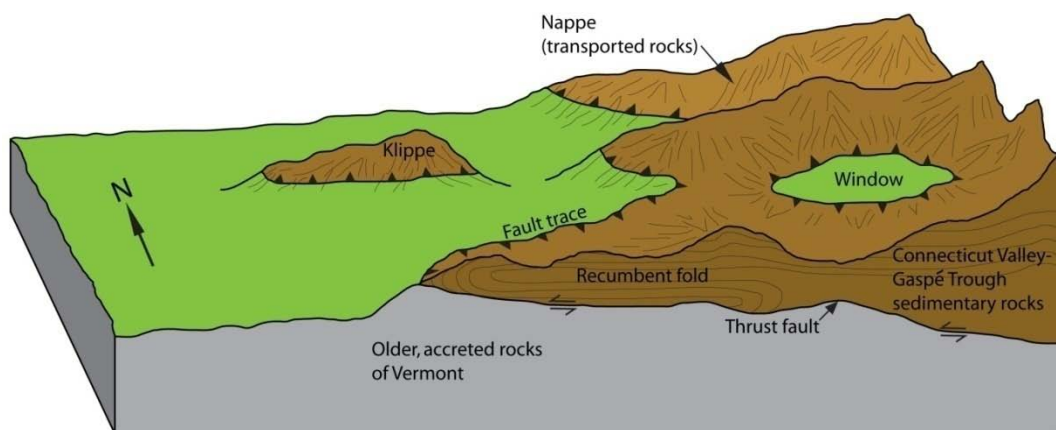 Nappe
(transported rocks)
Klippe
Window
N
Fault trace
Recumbent fold
Connecticut Valley-
Gaspé Trough
sedimentary rocks
Thrust fault
Older, accreted rocks
of Vermont